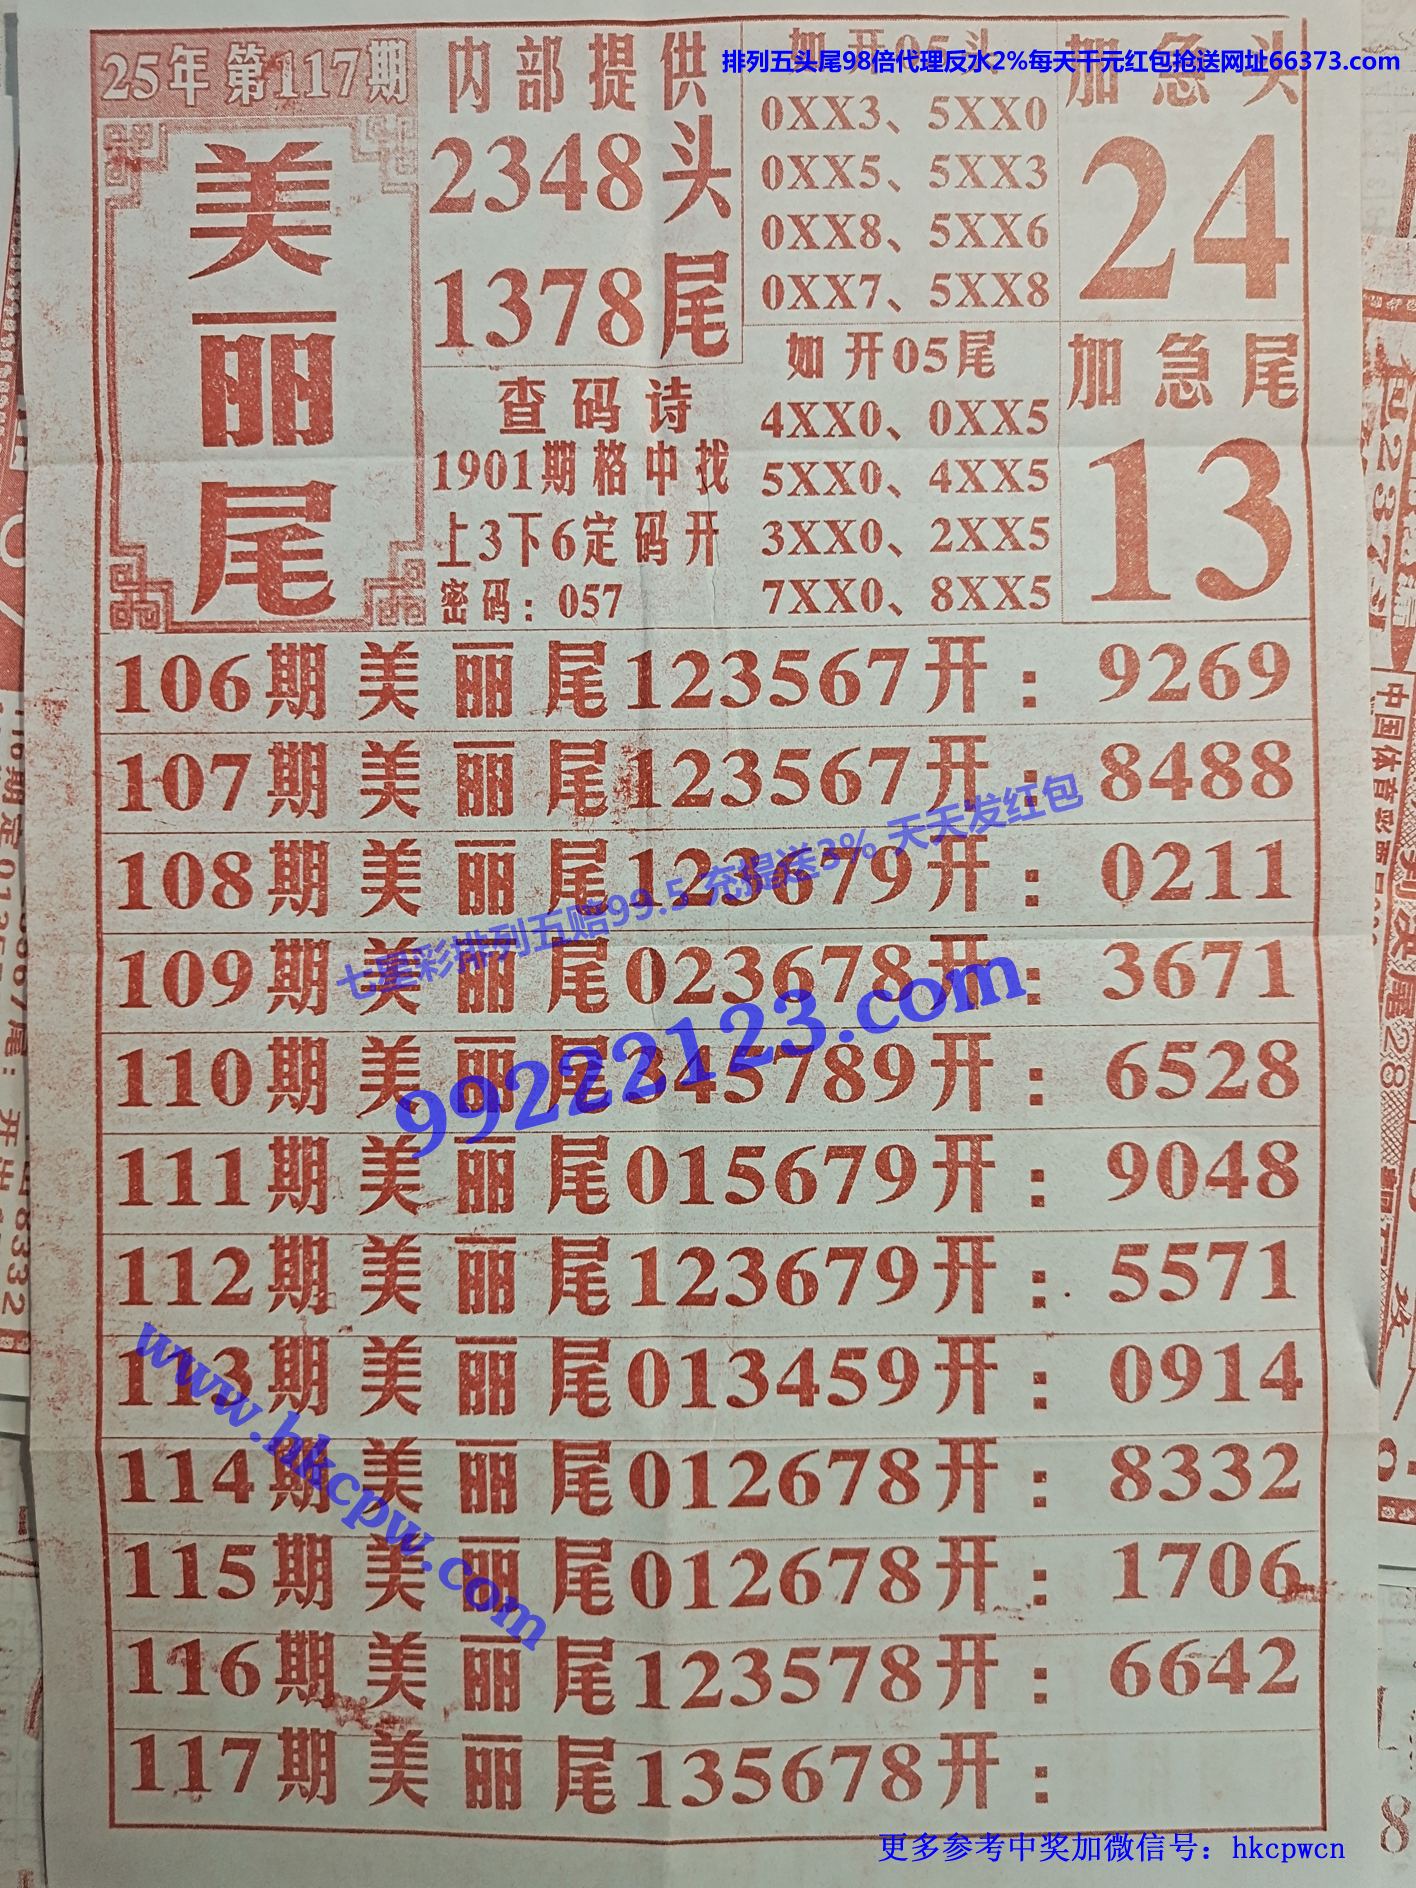 排列五头尾98倍代理反水2%每天千元红包抢送网址66373.com
25年第117期
美丽尾
内部提供
2348头
1378尾
查码诗
1901期格中找
上3下6定码开
密码：057
如开05头
0XX3、5XX0
0XX5、5XX3
0XX8、5XX6
0XX7、5XX8
如开05尾
4XX0、0XX5
5XX0、4XX5
3XX0、2XX5
7XX0、8XX5
加急头
24
加急尾
13
106期美丽尾123567开：9269
107期美丽尾123567开：8488
108期美丽尾123679开：0211
109期美丽尾023678开：3671
110期美丽尾345789开：6528
111期美丽尾015679开：9048
112期美丽尾123679开：5571
113期美丽尾013459开：0914
114期美丽尾012678开：8332
115期美丽尾012678开：1706
116期美丽尾123578开：6642
117期美丽尾135678开：
七星彩排列五赔99.5 充提送3% 天天发红包
99222123.com
www.hkcpw.com
更多参考中奖加微信号：hkcpwcn